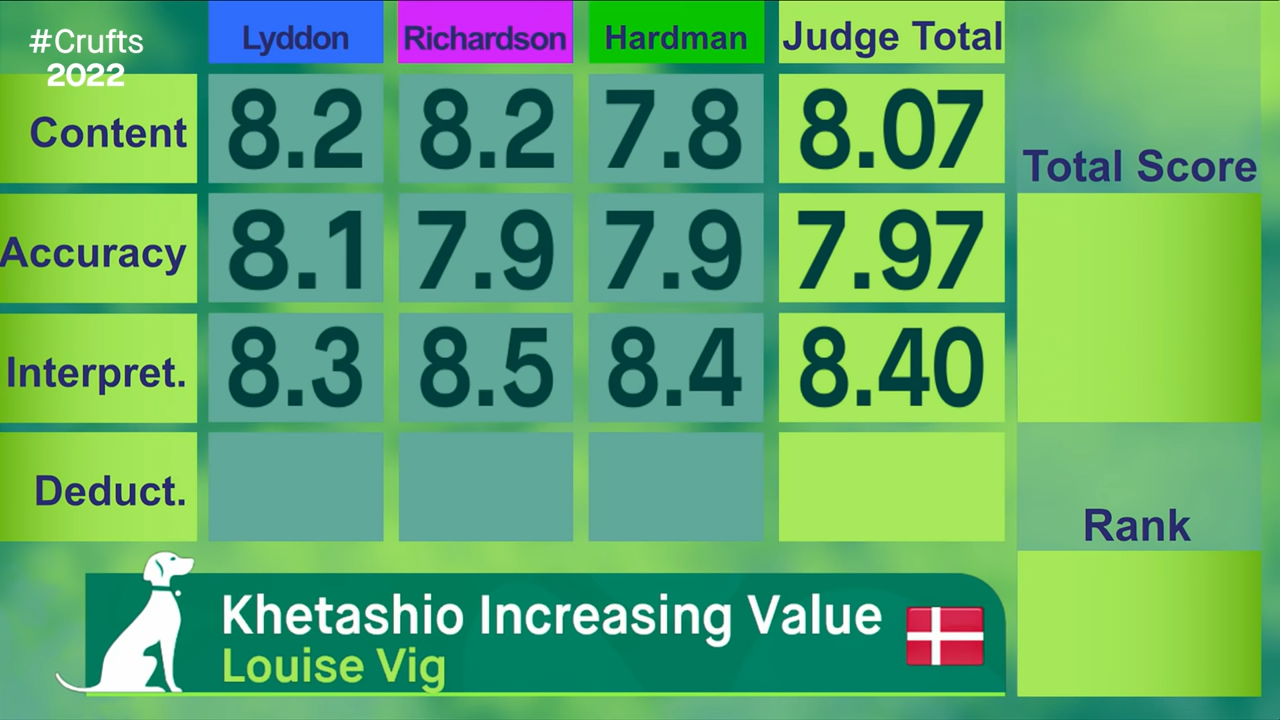 #Crufts
2022
Lyddon Richardson Hardman Judge Total
Content 8.2 8.2 7.8 8.07
Total Score
Accuracy 8.1 7.9 7.9 7.97
Interpret. 8.3 8.5 8.4 8.40
Deduct.
Rank
Khetashio Increasing Value
Louise Vig